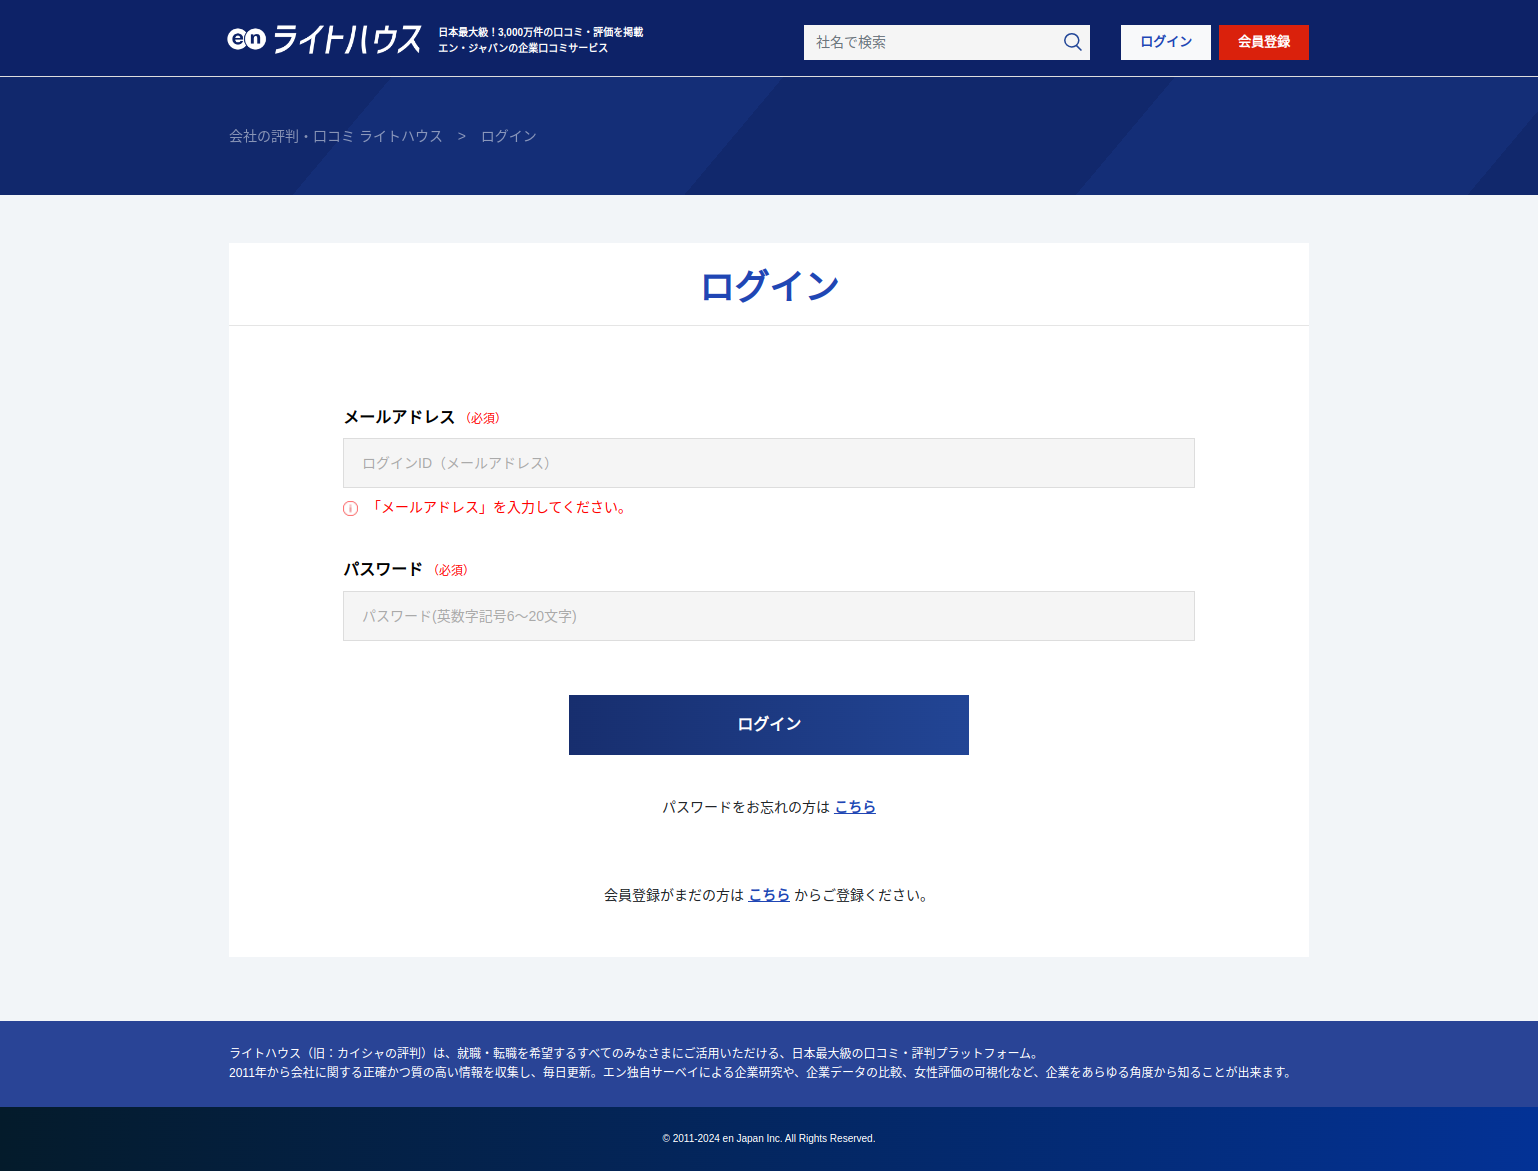 en ライトハウス
日本最大級！3,000万件の口コミ・評価を掲載
エン・ジャパンの企業口コミサービス
社名で検索
ログイン
会員登録
会社の評判・口コミ ライトハウス > ログイン
ログイン
メールアドレス（必須）
ログインID（メールアドレス）
「メールアドレス」を入力してください。
パスワード（必須）
パスワード(英数字記号6～20文字)
ログイン
パスワードをお忘れの方は こちら
会員登録がまだの方は こちら からご登録ください。
ライトハウス（旧：カイシャの評判）は、就職・転職を希望するすべてのみなさまにご活用いただける、日本最大級の口コミ・評判プラットフォーム。
2011年から会社に関する正確かつ質の高い情報を収集し、毎日更新。エン独自サーベイによる企業研究や、企業データの比較、女性評価の可視化など、企業をあらゆる角度から知ることが出来ます。
© 2011-2024 en Japan Inc. All Rights Reserved.